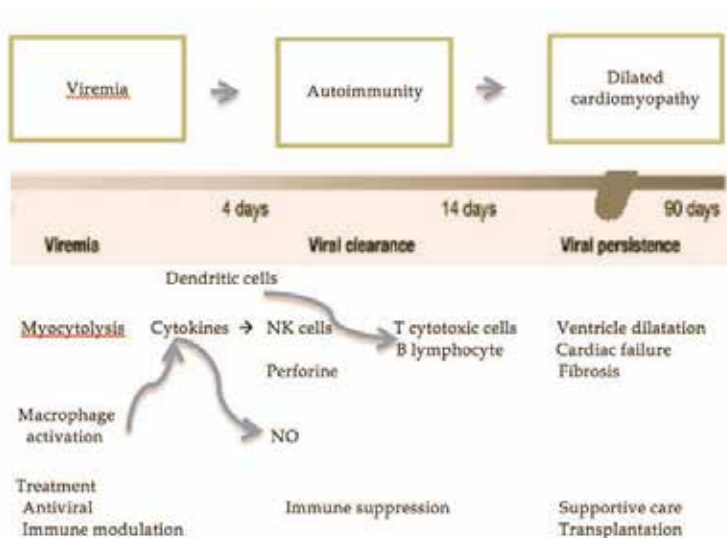 Viremia
Autoimmunity
Dilated
cardiomyopathy
4 days
14 days
90 days
Viremia
Viral clearance
Viral persistence
Dendritic cells
Myocytolysis
Cytokines → NK cells
T cytotoxic cells
B lymphocyte
Ventricle dilatation
Cardiac failure
Fibrosis
Perforine
Macrophage
activation
NO
Treatment
Antiviral
Immune modulation
Immune suppression
Supportive care
Transplantation